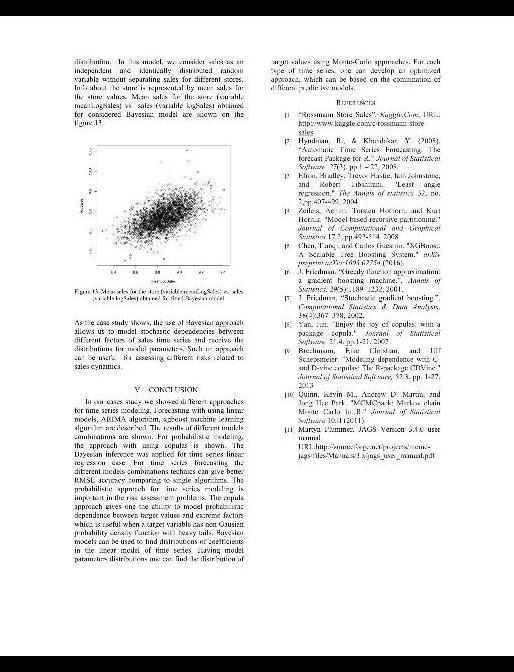 distribution. In this model, we consider sales as an
independent and identically distributed random
variable without separating sales for different stores.
Info about the store is represented by mean sales for
the store values. Mean sales for the store (variable
meanLogSales) vs sales (variable logSales) obtained
for considered Bayesian model are shown on the
figure 13.
Figure 13. Mean sales for the store (variable meanLogSales) vs sales
(variable logSales) obtained for fitted Bayesian model
As the case study shows, the use of Bayesian approach
allows us to model stochastic dependencies between
different factors of sales time series and receive the
distributions for model parameters. Such an approach
can be useful for assessing different risks related to
sales dynamics.
V. CONCLUSION
In our cases study we showed different approaches
for time series modeling. Forecasting with using linear
models, ARIMA algorithm, xgboost machine learning
algorithm are described. The results of different models
combinations are shown. For probabilistic modeling,
the approach with using copulas is shown. The
Bayesian inference was applied for time series linear
regression case. For time series forecasting the
different models combinations technics can give better
RMSE accuracy comparing to single algorithms. The
probabilistic approach for time series modeling is
important in the risk assessment problems. The copula
approach gives one the ability to model probabilistic
dependence between target values and extreme factors
which is useful when a target variable has non Gausian
probability density function with heavy tails. Bayesian
models can be used to find distributions of coefficients
in the linear model of time series. Having model
parameters distributions one can find the distribution of
target values using Monte-Carlo approaches. For each
type of time series, one can develop an optimized
approach, which can be based on the combination of
different predictive models.
REFERENCES
[1] "Rossmann Store Sales", Kaggle.Com, URL:
http://www.kaggle.com/c/rossmann-store-
sales
[2] Hyndman, R., & Khandakar, Y. (2008).
"Automatic Time Series Forecasting: The
forecast Package for R." Journal of Statistical
Software, 27(3), pp.1 – 22, 2008
[3] Efron, Bradley, Trevor Hastie, Iain Johnstone,
and Robert Tibshirani. "Least angle
regression." The Annals of statistics 32, no.
2,pp.407-499, 2004
[4] Zeileis, Achim, Torsten Hothorn, and Kurt
Hornik. "Model-based recursive partitioning."
Journal of Computational and Graphical
Statistics 17.2, pp.492-514, 2008
[5] Chen, Tianqi, and Carlos Guestrin. "XGBoost:
A Scalable Tree Boosting System." arXiv
preprint arXiv:1603.02754 (2016).
[6] J. Friedman. "Greedy function approximation:
a gradient boosting machine.", Annals of
Statistics, 29(5):1189–1232, 2001.
[7] J. Friedman. "Stochastic gradient boosting.",
Computational Statistics & Data Analysis,
38(4):367–378, 2002.
[8] Yan, Jun. "Enjoy the joy of copulas: with a
package copula." Journal of Statistical
Software, 21.4, pp.1-21, 2007
[9] Brechmann, Eike Christian, and Ulf
Schepsmeier. "Modeling dependence with C-
and D-vine copulas: The R-package CDVine."
Journal of Statistical Software, 52.3, pp. 1-27,
2013
[10] Quinn, Kevin M., Andrew D. Martin, and
Jong Hee Park. "MCMCpack: Markov chain
Monte Carlo in R." Journal of Statistical
Software 10.II (2011).
[11] Martyn Plummer. JAGS Version 3.4.0 user
manual.
URL:http://sourceforge.net/projects/mcmc-
jags/files/Manuals/3.x/jags_user_manual.pdf